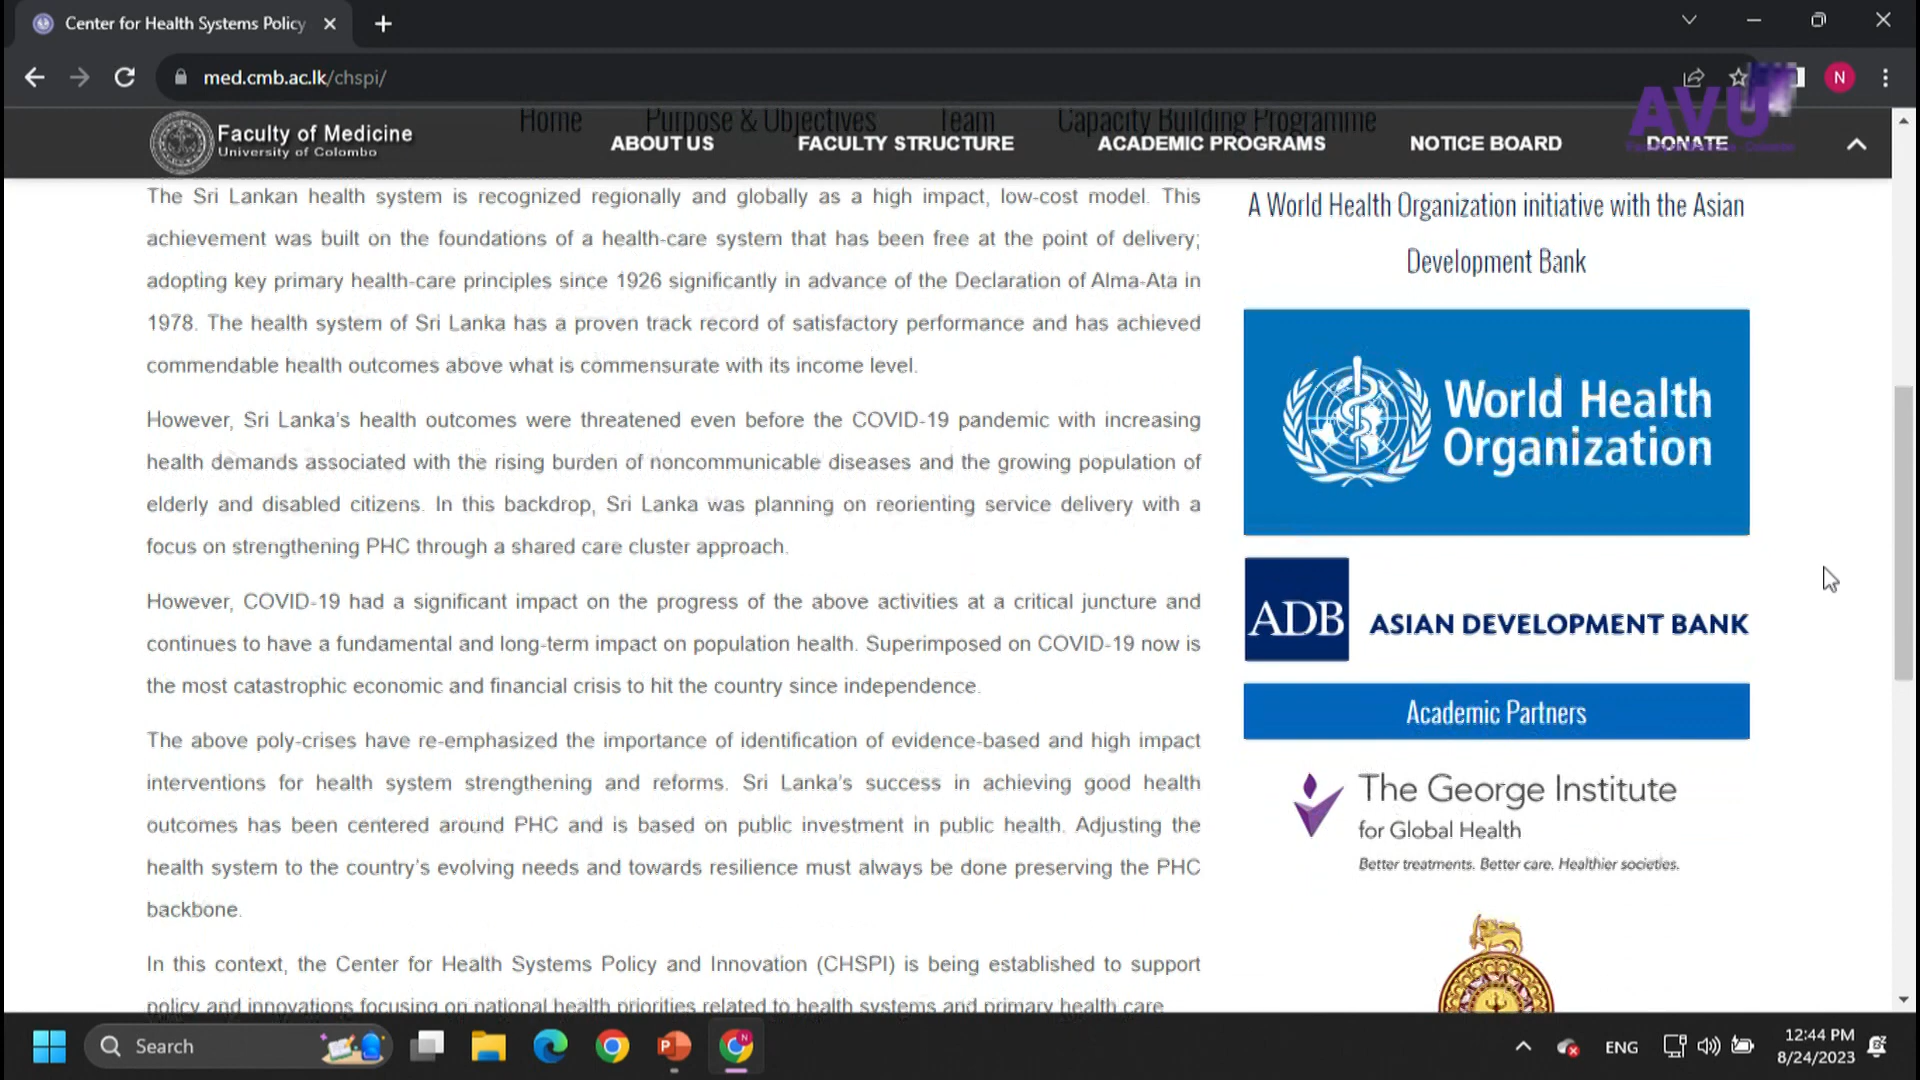 Center for Health Systems Policy
med.cmb.ac.lk/chspi/
N
AVU
Home Purpose & Objectives Team Capacity Building Programme
Faculty of Medicine
University of Colombo
ABOUT US FACULTY STRUCTURE ACADEMIC PROGRAMS NOTICE BOARD DONATE
The Sri Lankan health system is recognized regionally and globally as a high impact, low-cost model. This
achievement was built on the foundations of a health-care system that has been free at the point of delivery;
adopting key primary health-care principles since 1926 significantly in advance of the Declaration of Alma-Ata in
1978. The health system of Sri Lanka has a proven track record of satisfactory performance and has achieved
commendable health outcomes above what is commensurate with its income level.
However, Sri Lanka's health outcomes were threatened even before the COVID-19 pandemic with increasing
health demands associated with the rising burden of noncommunicable diseases and the growing population of
elderly and disabled citizens. In this backdrop, Sri Lanka was planning on reorienting service delivery with a
focus on strengthening PHC through a shared care cluster approach.
However, COVID-19 had a significant impact on the progress of the above activities at a critical juncture and
continues to have a fundamental and long-term impact on population health. Superimposed on COVID-19 now is
the most catastrophic economic and financial crisis to hit the country since independence.
The above poly-crises have re-emphasized the importance of identification of evidence-based and high impact
interventions for health system strengthening and reforms. Sri Lanka's success in achieving good health
outcomes has been centered around PHC and is based on public investment in public health. Adjusting the
health system to the country's evolving needs and towards resilience must always be done preserving the PHC
backbone.
In this context, the Center for Health Systems Policy and Innovation (CHSPI) is being established to support
policy and innovations focusing on national health priorities related to health systems and primary health care
A World Health Organization initiative with the Asian
Development Bank
World Health
Organization
ADB ASIAN DEVELOPMENT BANK
Academic Partners
The George Institute
for Global Health
Better treatments. Better care. Healthier societies.
Search
ENG
12:44 PM
8/24/2023